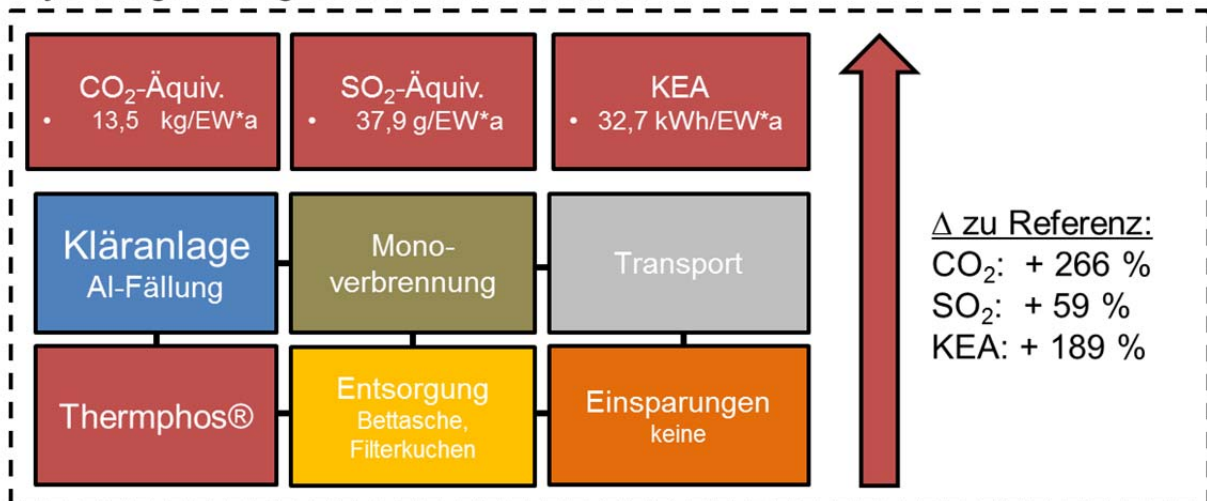 CO₂-Äquiv.
• 13,5 kg/EW*a
SO₂-Äquiv.
• 37,9 g/EW*a
KEA
• 32,7 kWh/EW*a
Kläranlage
Al-Fällung
Mono-
verbrennung
Transport
Thermphos®
Entsorgung
Bettasche,
Filterkuchen
Einsparungen
keine
Δ zu Referenz:
CO₂: + 266 %
SO₂: + 59 %
KEA: + 189 %